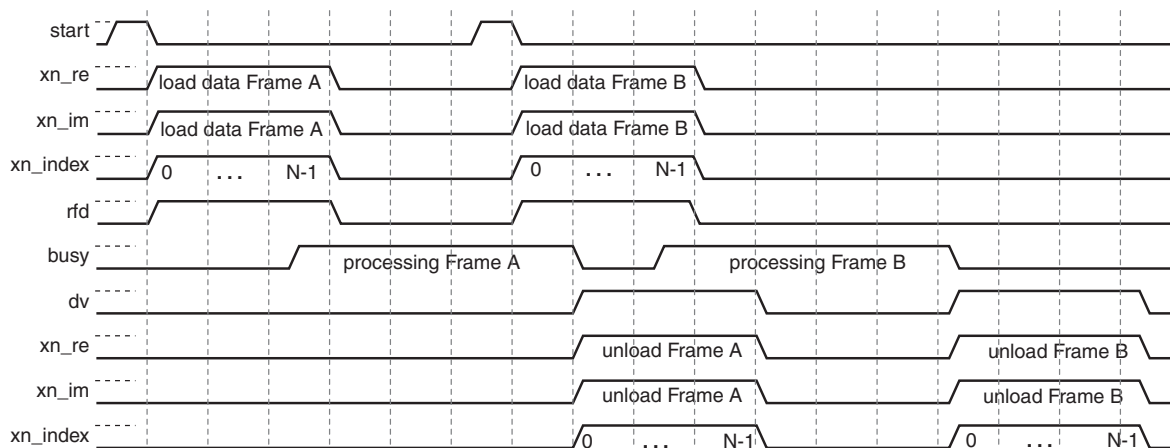 start
xn_re load data Frame A load data Frame B
xn_im load data Frame A load data Frame B
xn_index 0 ... N-1 0 ... N-1
rfd
busy processing Frame A processing Frame B
dv
xn_re unload Frame A unload Frame B
xn_im unload Frame A unload Frame B
xn_index 0 ... N-1 0 ... N-1